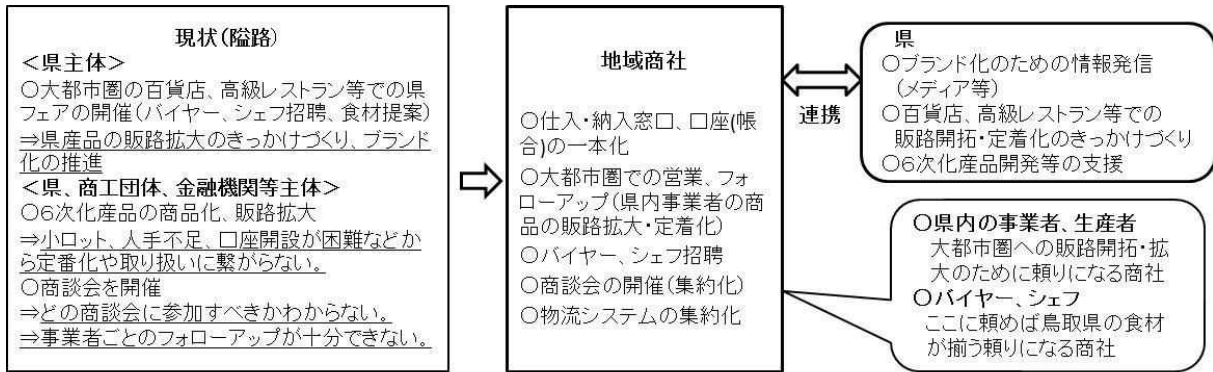 現状(隘路)
＜県主体＞
○大都市圏の百貨店、高級レストラン等での県
フェアの開催(バイヤー、シェフ招聘、食材提案)
⇒県産品の販路拡大のきっかけづくり、ブランド
化の推進
＜県、商工団体、金融機関等主体＞
○６次化産品の商品化、販路拡大
⇒小ロット、人手不足、口座開設が困難などか
ら定番化や取り扱いに繋がらない。
○商談会を開催
⇒どの商談会に参加すべきかわからない。
⇒事業者ごとのフォローアップが十分できない。
地域商社
○仕入・納入窓口、口座(帳
合)の一本化
○大都市圏での営業、フォ
ローアップ(県内事業者の商
品の販路拡大・定着化)
○バイヤー、シェフ招聘
○商談会の開催(集約化)
○物流システムの集約化
連携
県
○ブランド化のための情報発信
(メディア等)
○百貨店、高級レストラン等での
販路開拓・定着化のきっかけづくり
○６次化産品開発等の支援
○県内の事業者、生産者
大都市圏への販路開拓・拡
大のために頼りになる商社
○バイヤー、シェフ
ここに頼めば鳥取県の食材
が揃う頼りになる商社